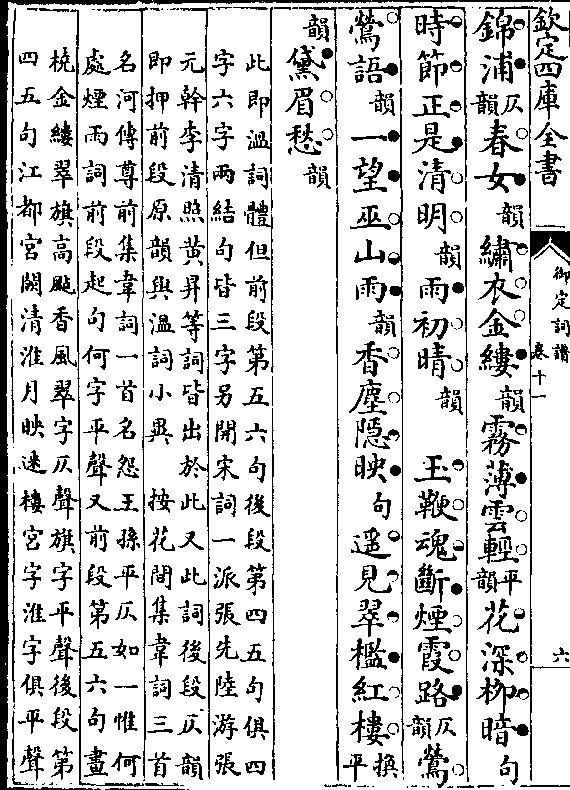 欽定四庫全書
御定詞譜
卷十一
六
錦浦仄韻春女韻繡衣金縷韻霧薄雲輕平韻花深柳暗句
時節正是清明韻雨初晴韻　玉鞭魂斷煙霞路仄韻鶯
鶯語韻一望巫山雨韻香塵隱映句遥見翠檻紅樓換平
韻黛眉愁韻
此即溫詞體但前段第五六句後段第四五句俱四
字六字兩結句皆三字另開宋詞一派張先陸游張
元幹李清照黄昇等詞皆出於此又此詞後段仄韻
即押前段原韻與溫詞小異　按花間集韋詞三首
名河傳尊前集韋詞一首名怨王孫平仄如一惟何
處煙雨詞前段起句何字平聲又前段第五六句畫
橈金縷翠旗高颭香風翠字仄聲旗字平聲後段第
四五句江都宮闕清淮月映迷樓宮字淮字俱平聲